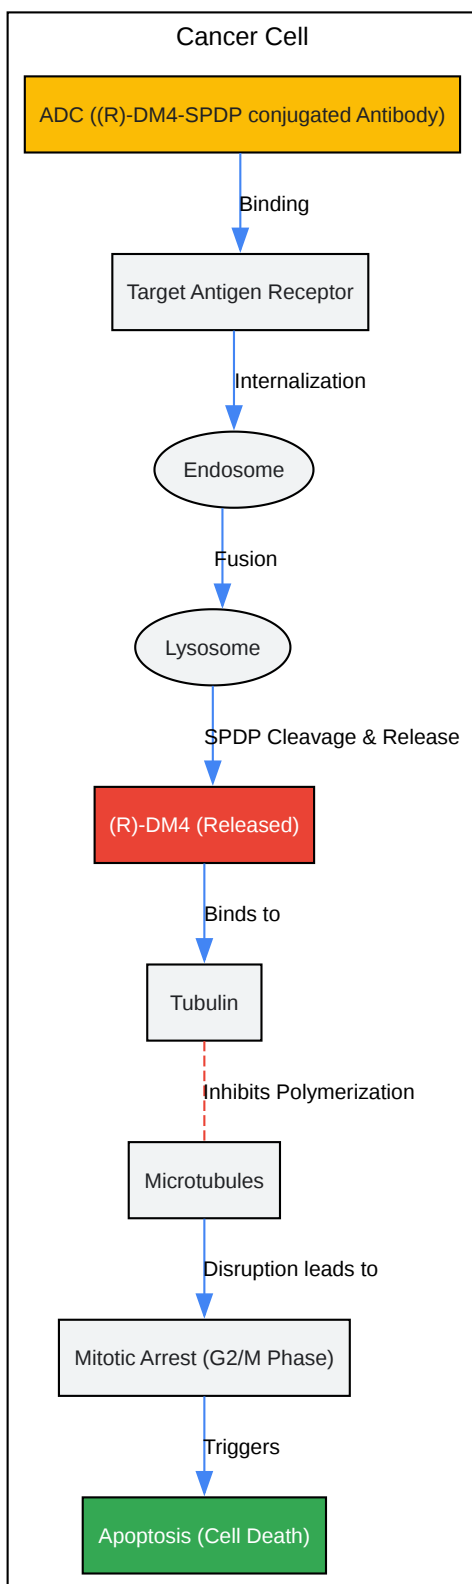 Cancer Cell
ADC ((R)-DM4-SPDP conjugated Antibody)
Binding
Target Antigen Receptor
Internalization
Endosome
Fusion
Lysosome
SPDP Cleavage & Release
(R)-DM4 (Released)
Binds to
Tubulin
Inhibits Polymerization
Microtubules
Disruption leads to
Mitotic Arrest (G2/M Phase)
Triggers
Apoptosis (Cell Death)